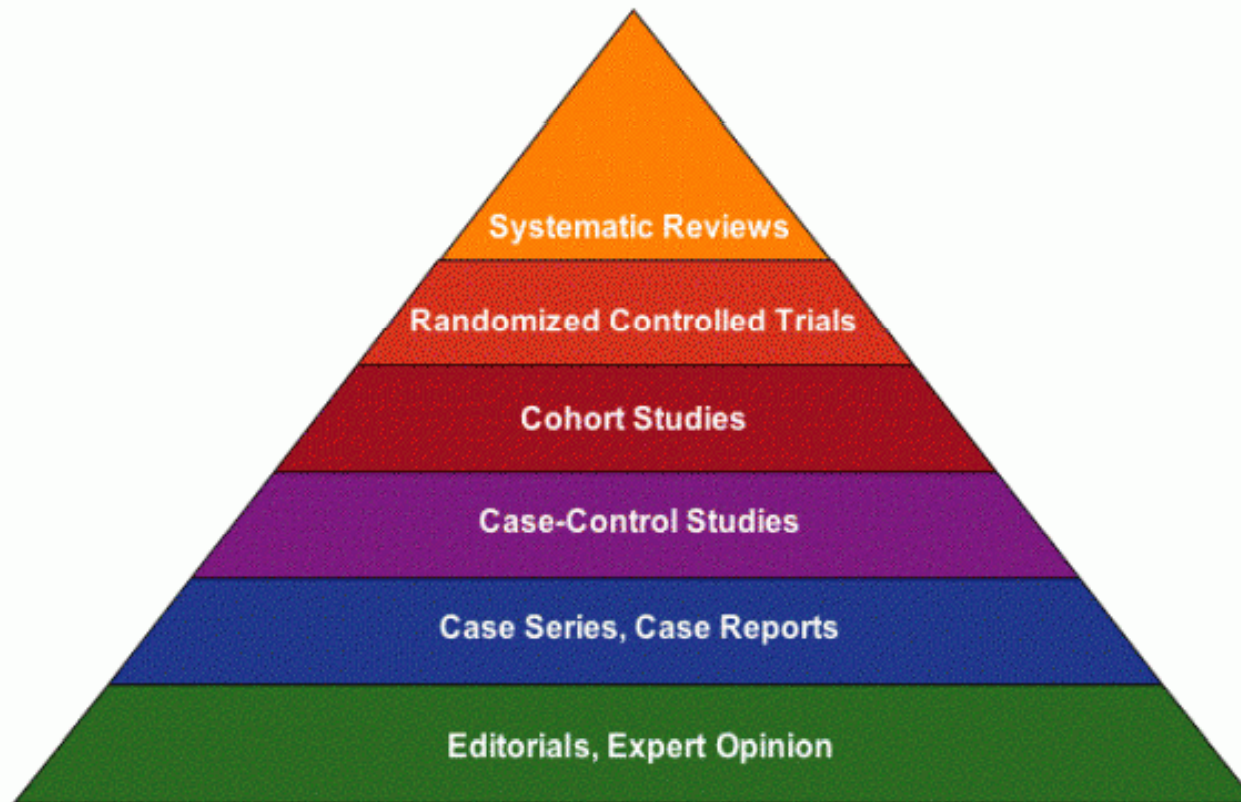 Systematic Reviews
Randomized Controlled Trials
Cohort Studies
Case-Control Studies
Case Series, Case Reports
Editorials, Expert Opinion